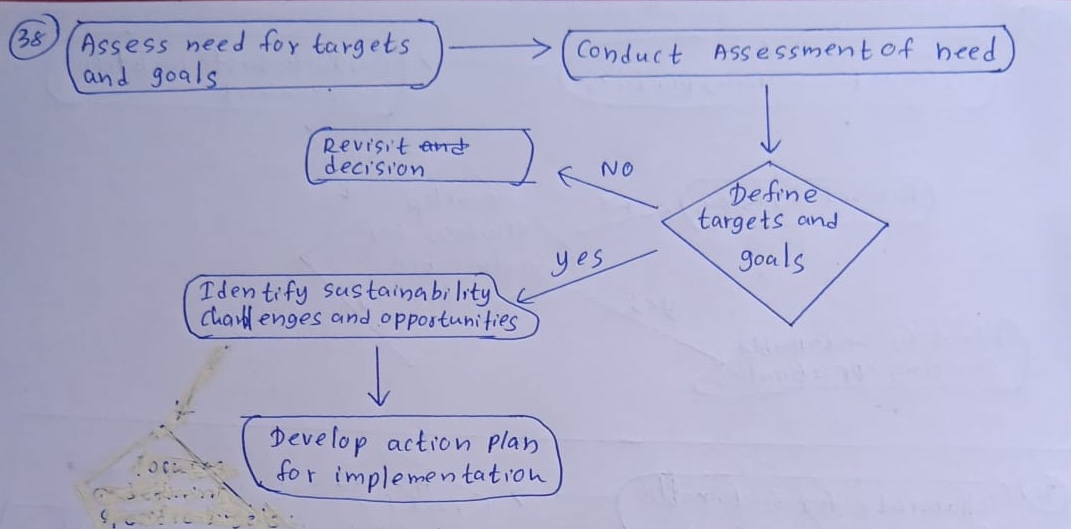 38
Assess need for targets
and goals
Conduct Assessment of need
Revisit
decision
NO
Define
targets and
goals
yes
Identify sustainability
challenges and opportunities
Develop action plan
for implementation